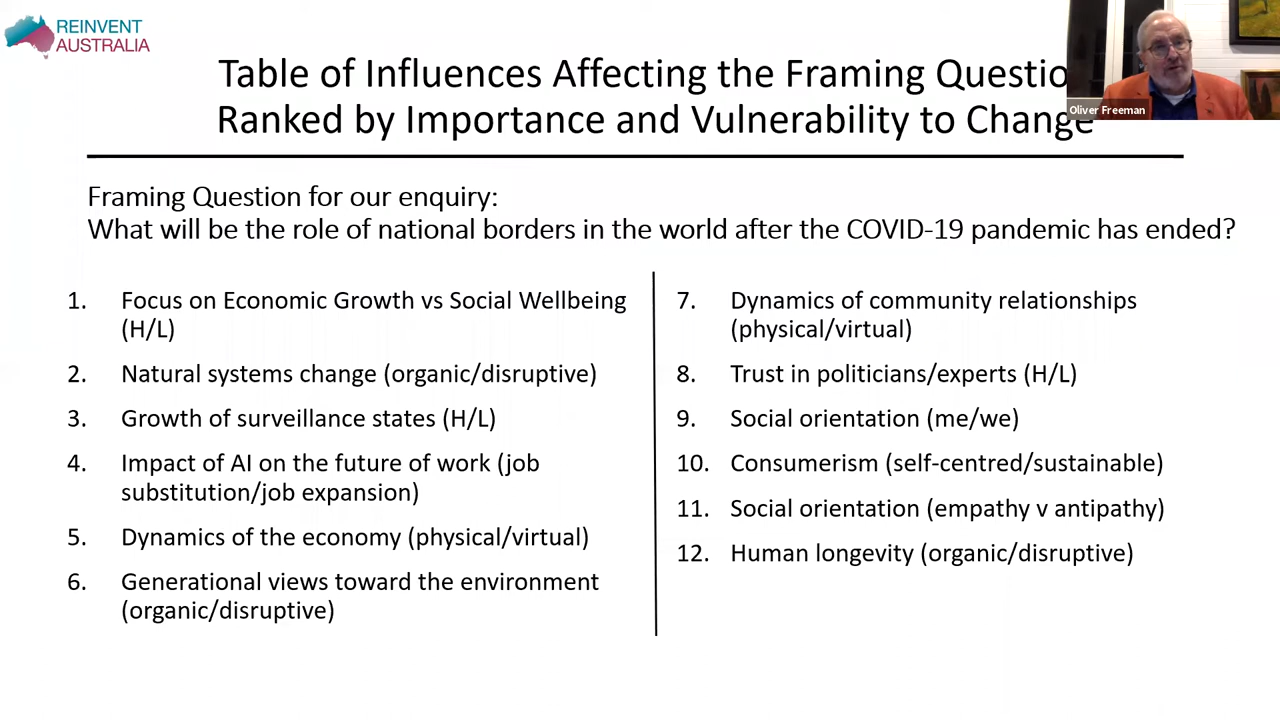 REINVENT
AUSTRALIA
Table of Influences Affecting the Framing Questio
Ranked by Importance and Vulnerability to Change
Oliver Freeman
Framing Question for our enquiry:
What will be the role of national borders in the world after the COVID-19 pandemic has ended?
1. Focus on Economic Growth vs Social Wellbeing
(H/L)
2. Natural systems change (organic/disruptive)
3. Growth of surveillance states (H/L)
4. Impact of AI on the future of work (job
substitution/job expansion)
5. Dynamics of the economy (physical/virtual)
6. Generational views toward the environment
(organic/disruptive)
7. Dynamics of community relationships
(physical/virtual)
8. Trust in politicians/experts (H/L)
9. Social orientation (me/we)
10. Consumerism (self-centred/sustainable)
11. Social orientation (empathy v antipathy)
12. Human longevity (organic/disruptive)